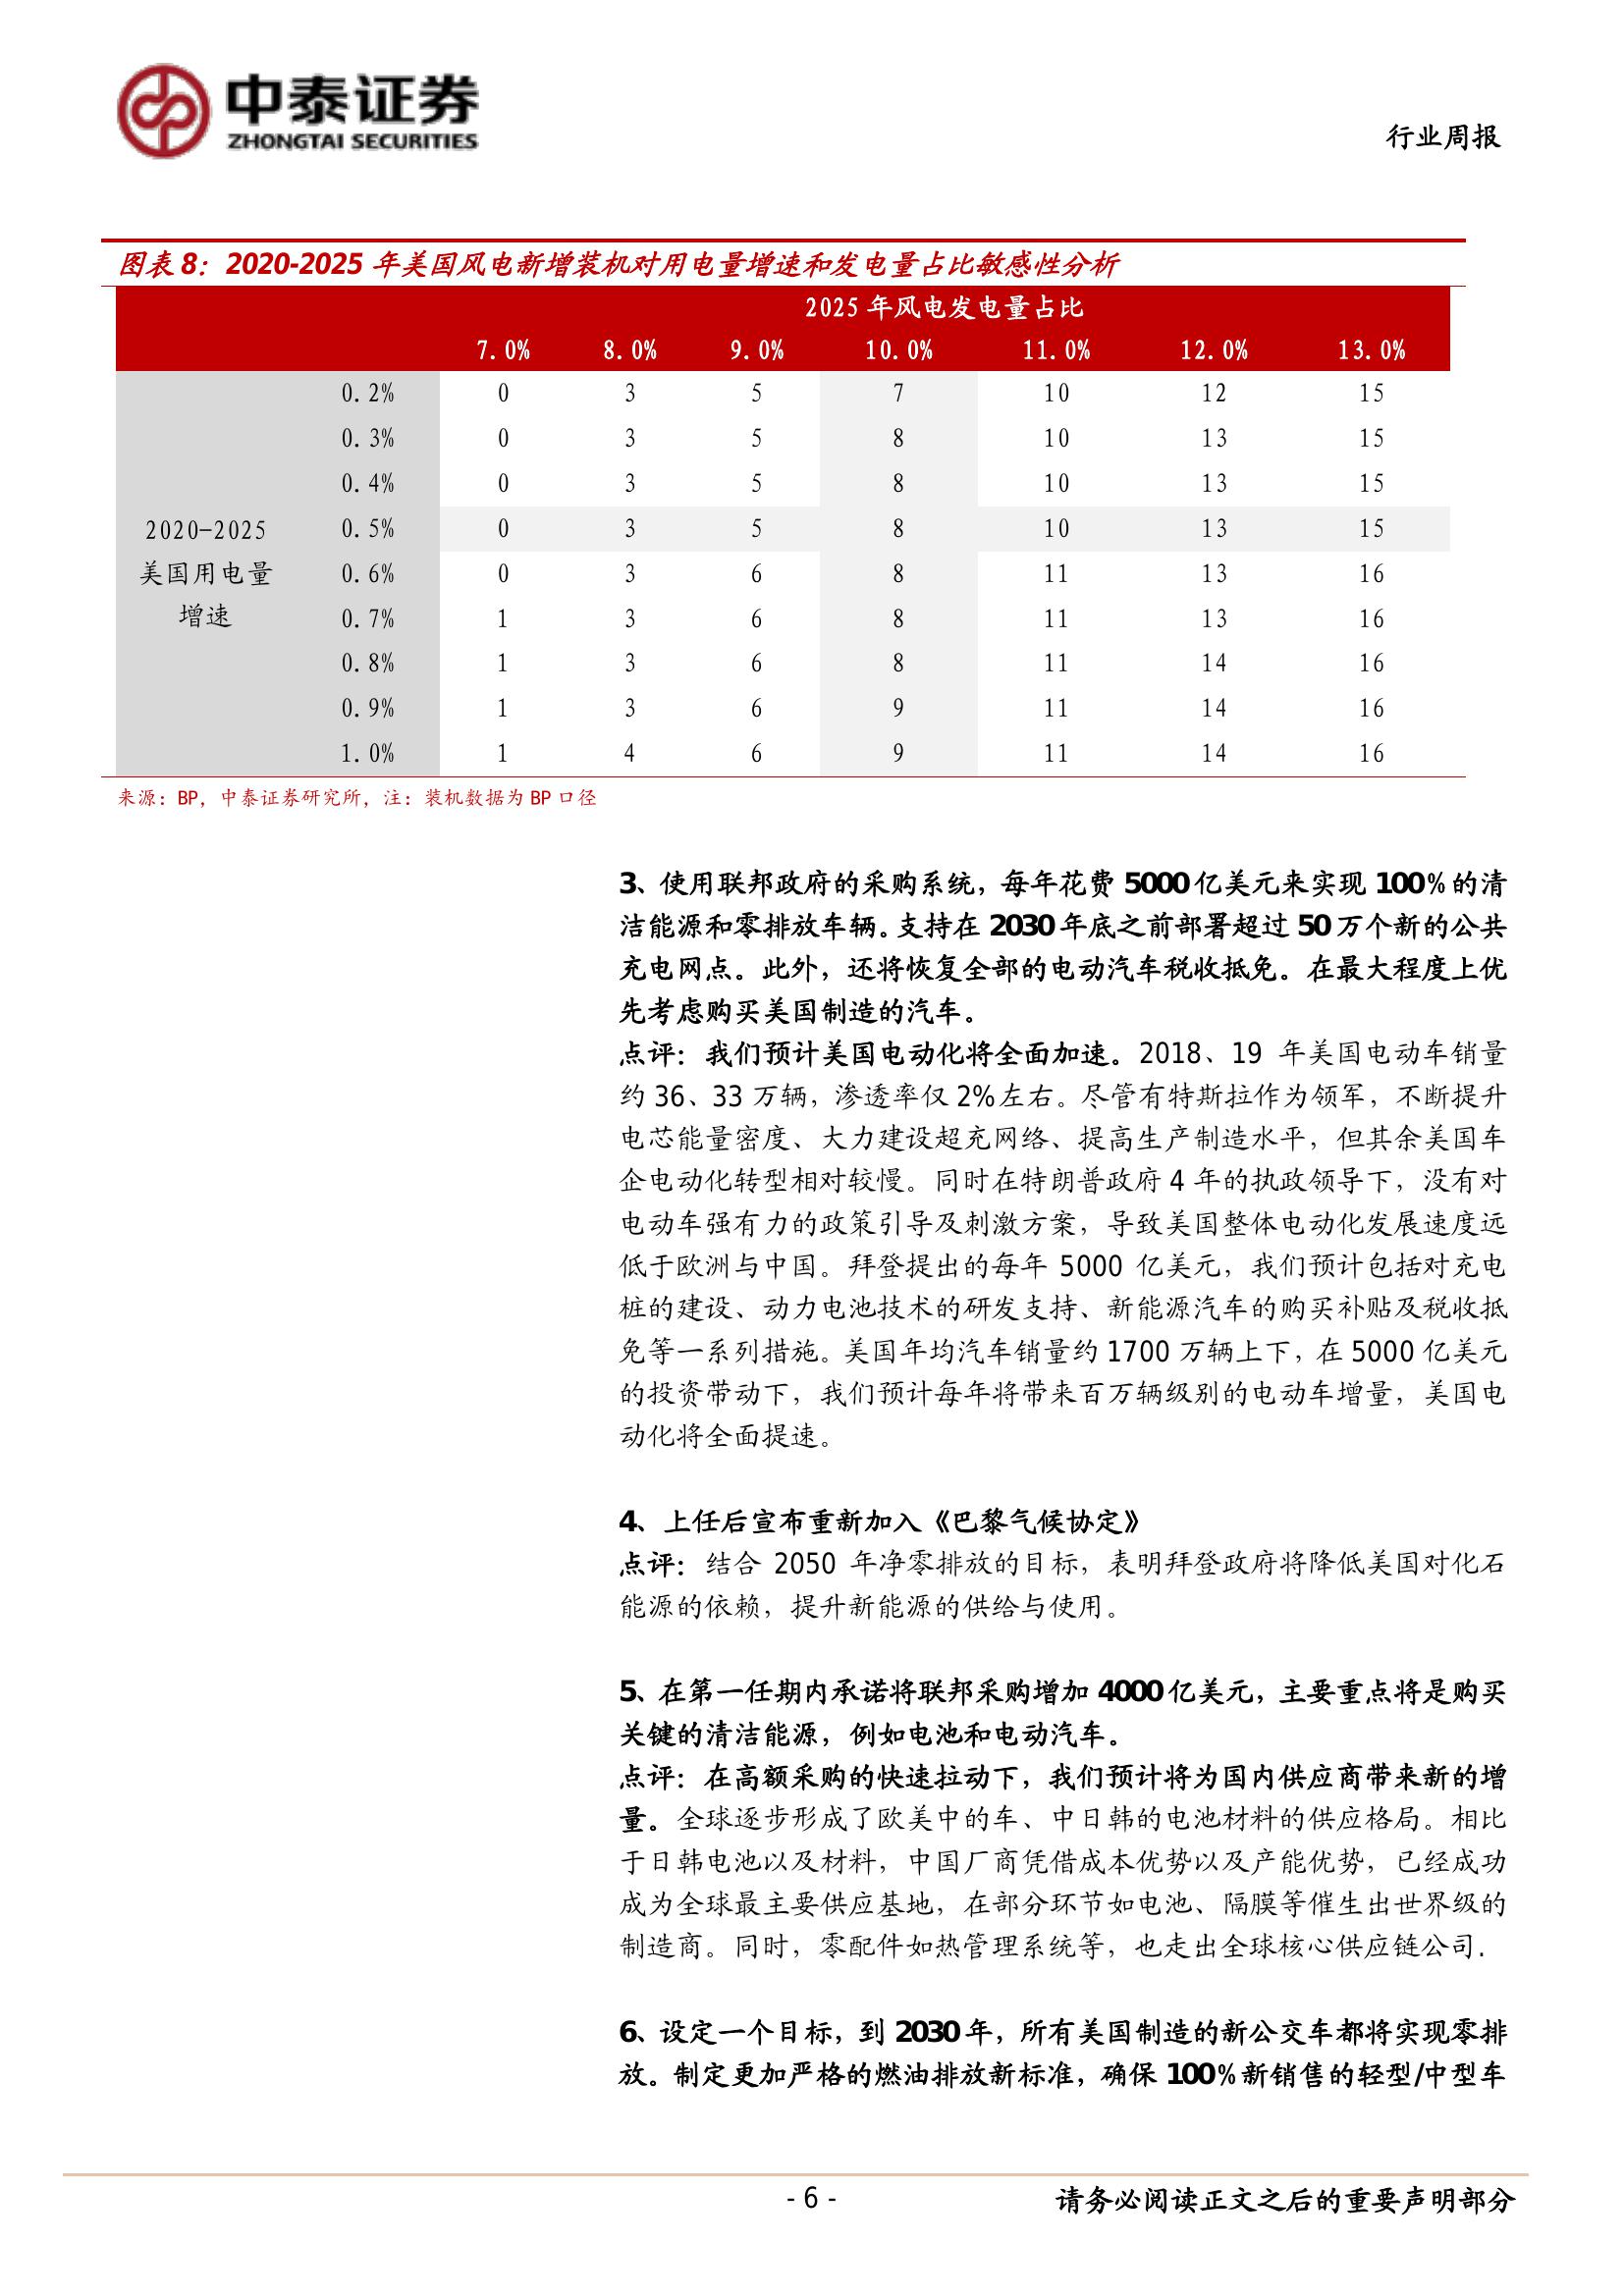 中泰证券
ZHONGTAI SECURITIES
行业周报
图表 8：2020-2025 年美国风电新增装机对用电量增速和发电量占比敏感性分析
2025 年风电发电量占比
7.0% 8.0% 9.0% 10.0% 11.0% 12.0% 13.0%
0.2% 0 3 5 7 10 12 15
0.3% 0 3 5 8 10 13 15
0.4% 0 3 5 8 10 13 15
2020-2025 0.5% 0 3 5 8 10 13 15
美国用电量 0.6% 0 3 6 8 11 13 16
增速 0.7% 1 3 6 8 11 13 16
0.8% 1 3 6 8 11 14 16
0.9% 1 3 6 9 11 14 16
1.0% 1 4 6 9 11 14 16
来源：BP，中泰证券研究所，注：装机数据为 BP 口径
3、使用联邦政府的采购系统，每年花费 5000 亿美元来实现 100%的清
洁能源和零排放车辆。支持在 2030 年底之前部署超过 50 万个新的公共
充电网点。此外，还将恢复全部的电动汽车税收抵免。在最大程度上优
先考虑购买美国制造的汽车。
点评：我们预计美国电动化将全面加速。2018、19 年美国电动车销量
约 36、33 万辆，渗透率仅 2%左右。尽管有特斯拉作为领军，不断提升
电芯能量密度、大力建设超充网络、提高生产制造水平，但其余美国车
企电动化转型相对较慢。同时在特朗普政府 4 年的执政领导下，没有对
电动车强有力的政策引导及刺激方案，导致美国整体电动化发展速度远
低于欧洲与中国。拜登提出的每年 5000 亿美元，我们预计包括对充电
桩的建设、动力电池技术的研发支持、新能源汽车的购买补贴及税收抵
免等一系列措施。美国年均汽车销量约 1700 万辆上下，在 5000 亿美元
的投资带动下，我们预计每年将带来百万辆级别的电动车增量，美国电
动化将全面提速。
4、上任后宣布重新加入《巴黎气候协定》
点评：结合 2050 年净零排放的目标，表明拜登政府将降低美国对化石
能源的依赖，提升新能源的供给与使用。
5、在第一任期内承诺将联邦采购增加 4000 亿美元，主要重点将是购买
关键的清洁能源，例如电池和电动汽车。
点评：在高额采购的快速拉动下，我们预计将为国内供应商带来新的增
量。全球逐步形成了欧美中的车、中日韩的电池材料的供应格局。相比
于日韩电池以及材料，中国厂商凭借成本优势以及产能优势，已经成功
成为全球最主要供应基地，在部分环节如电池、隔膜等催生出世界级的
制造商。同时，零配件如热管理系统等，也走出全球核心供应链公司.
6、设定一个目标，到 2030 年，所有美国制造的新公交车都将实现零排
放。制定更加严格的燃油排放新标准，确保 100%新销售的轻型/中型车
- 6 -
请务必阅读正文之后的重要声明部分